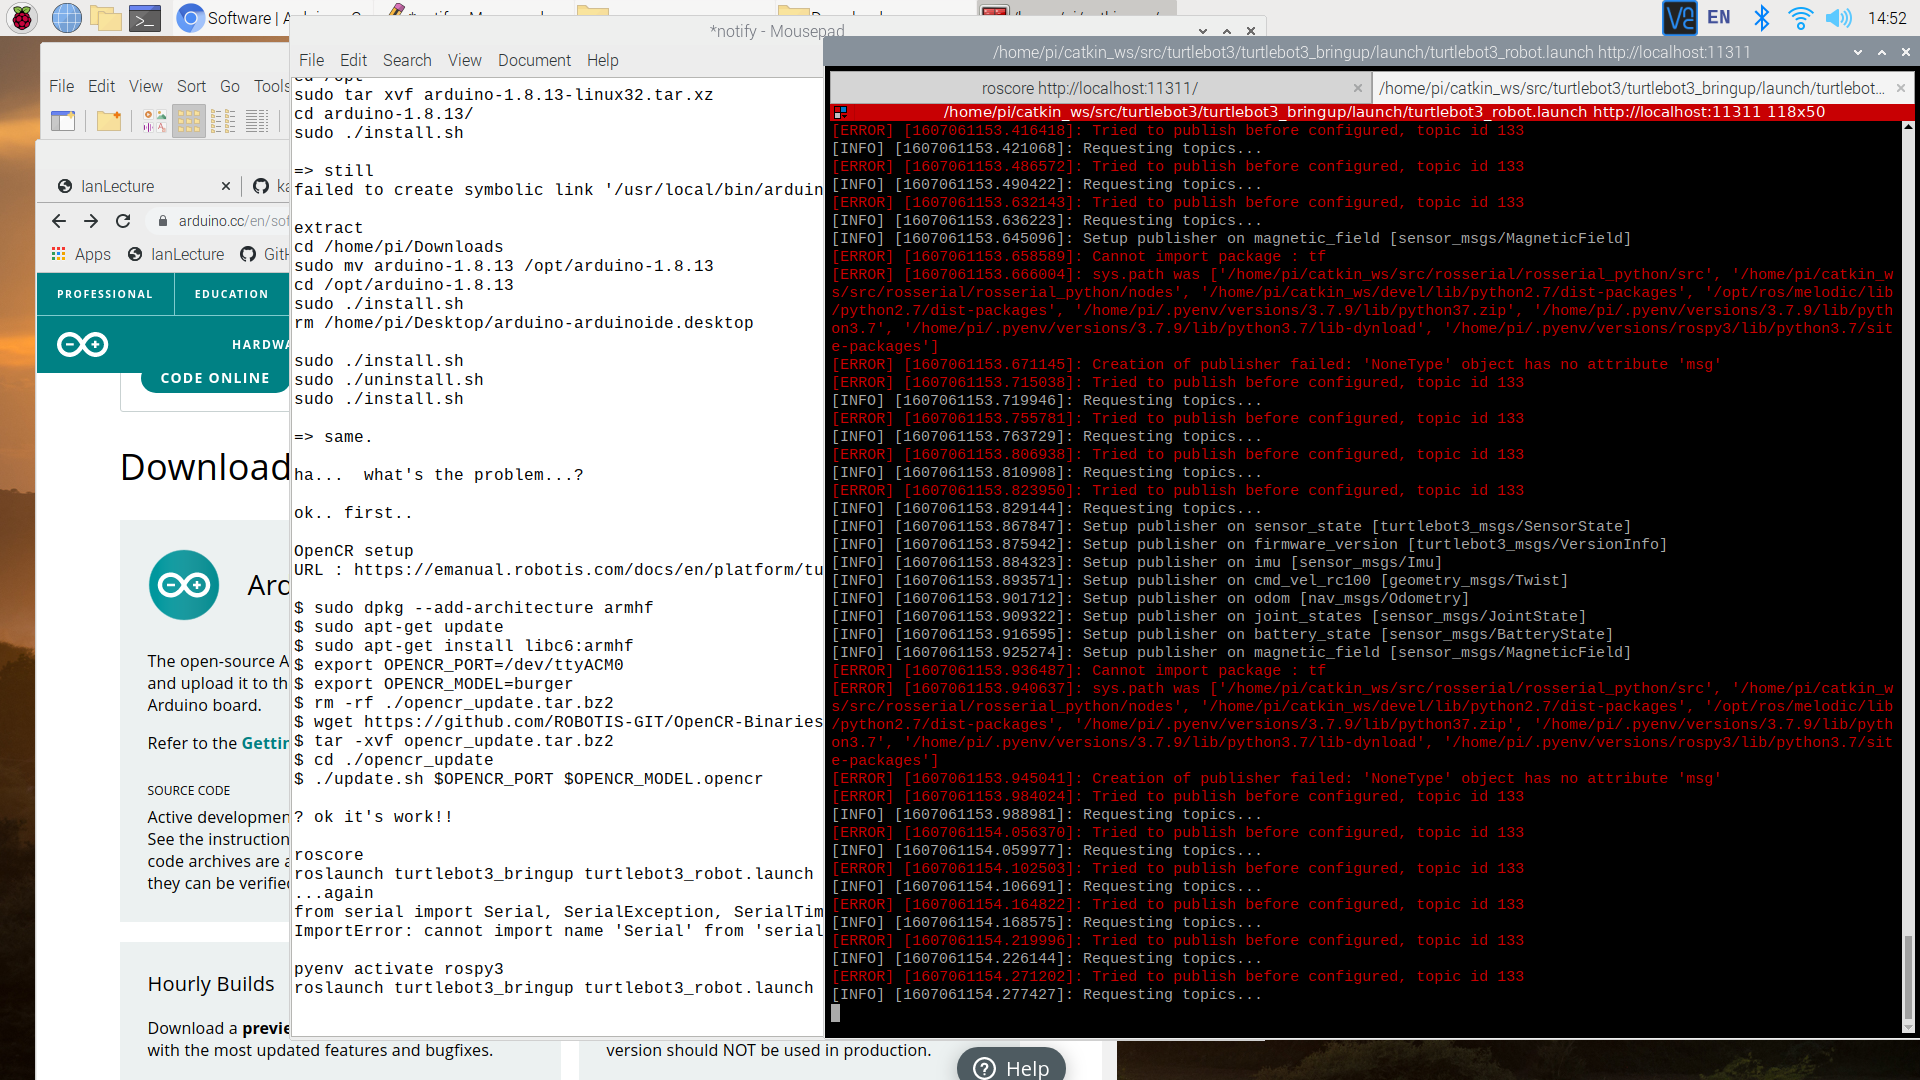 Software | A
*notify - Mousepad
EN
14:52
File Edit View Sort Go Tools
IanLecture
ka
arduino.cc/en/sof
Apps IanLecture GitH
PROFESSIONAL EDUCATION
HARDWA
CODE ONLINE
Download
Ard
The open-source A
and upload it to th
Arduino board.
Refer to the Gettin
SOURCE CODE
Active developmen
See the instruction
code archives are a
they can be verified
Hourly Builds
Download a previe
with the most updated features and bugfixes.
version should NOT be used in production.
Help
*notify - Mousepad
File Edit Search View Document Help
cd /opt
sudo tar xvf arduino-1.8.13-linux32.tar.xz
cd arduino-1.8.13/
sudo ./install.sh
=> still
failed to create symbolic link '/usr/local/bin/arduin
extract
cd /home/pi/Downloads
sudo mv arduino-1.8.13 /opt/arduino-1.8.13
cd /opt/arduino-1.8.13
sudo ./install.sh
rm /home/pi/Desktop/arduino-arduinoide.desktop
sudo ./install.sh
sudo ./uninstall.sh
sudo ./install.sh
=> same.
ha...  what's the problem...?
ok.. first..
OpenCR setup
URL : https://emanual.robotis.com/docs/en/platform/tu
$ sudo dpkg --add-architecture armhf
$ sudo apt-get update
$ sudo apt-get install libc6:armhf
$ export OPENCR_PORT=/dev/ttyACM0
$ export OPENCR_MODEL=burger
$ rm -rf ./opencr_update.tar.bz2
$ wget https://github.com/ROBOTIS-GIT/OpenCR-Binaries
$ tar -xvf opencr_update.tar.bz2
$ cd ./opencr_update
$ ./update.sh $OPENCR_PORT $OPENCR_MODEL.opencr
? ok it's work!!
roscore
roslaunch turtlebot3_bringup turtlebot3_robot.launch
...again
from serial import Serial, SerialException, SerialTim
ImportError: cannot import name 'Serial' from 'serial
pyenv activate rospy3
roslaunch turtlebot3_bringup turtlebot3_robot.launch
/home/pi/catkin_ws/src/turtlebot3/turtlebot3_bringup/launch/turtlebot3_robot.launch http://localhost:11311
roscore http://localhost:11311/
/home/pi/catkin_ws/src/turtlebot3/turtlebot3_bringup/launch/turtlebot...
/home/pi/catkin_ws/src/turtlebot3/turtlebot3_bringup/launch/turtlebot3_robot.launch http://localhost:11311 118x50
[ERROR] [1607061153.416418]: Tried to publish before configured, topic id 133
[INFO] [1607061153.421068]: Requesting topics...
[ERROR] [1607061153.486572]: Tried to publish before configured, topic id 133
[INFO] [1607061153.490422]: Requesting topics...
[ERROR] [1607061153.632143]: Tried to publish before configured, topic id 133
[INFO] [1607061153.636223]: Requesting topics...
[INFO] [1607061153.645096]: Setup publisher on magnetic_field [sensor_msgs/MagneticField]
[ERROR] [1607061153.658589]: Cannot import package : tf
[ERROR] [1607061153.666004]: sys.path was ['/home/pi/catkin_ws/src/rosserial/rosserial_python/src', '/home/pi/catkin_w
s/src/rosserial/rosserial_python/nodes', '/home/pi/catkin_ws/devel/lib/python2.7/dist-packages', '/opt/ros/melodic/lib
/python2.7/dist-packages', '/home/pi/.pyenv/versions/3.7.9/lib/python37.zip', '/home/pi/.pyenv/versions/3.7.9/lib/pyth
on3.7', '/home/pi/.pyenv/versions/3.7.9/lib/python3.7/lib-dynload', '/home/pi/.pyenv/versions/rospy3/lib/python3.7/sit
e-packages']
[ERROR] [1607061153.671145]: Creation of publisher failed: 'NoneType' object has no attribute 'msg'
[ERROR] [1607061153.715038]: Tried to publish before configured, topic id 133
[INFO] [1607061153.719946]: Requesting topics...
[ERROR] [1607061153.755781]: Tried to publish before configured, topic id 133
[INFO] [1607061153.763729]: Requesting topics...
[ERROR] [1607061153.806938]: Tried to publish before configured, topic id 133
[INFO] [1607061153.810908]: Requesting topics...
[ERROR] [1607061153.823950]: Tried to publish before configured, topic id 133
[INFO] [1607061153.829144]: Requesting topics...
[INFO] [1607061153.867847]: Setup publisher on sensor_state [turtlebot3_msgs/SensorState]
[INFO] [1607061153.875942]: Setup publisher on firmware_version [turtlebot3_msgs/VersionInfo]
[INFO] [1607061153.884323]: Setup publisher on imu [sensor_msgs/Imu]
[INFO] [1607061153.893571]: Setup publisher on cmd_vel_rc100 [geometry_msgs/Twist]
[INFO] [1607061153.901712]: Setup publisher on odom [nav_msgs/Odometry]
[INFO] [1607061153.909322]: Setup publisher on joint_states [sensor_msgs/JointState]
[INFO] [1607061153.916595]: Setup publisher on battery_state [sensor_msgs/BatteryState]
[INFO] [1607061153.925274]: Setup publisher on magnetic_field [sensor_msgs/MagneticField]
[ERROR] [1607061153.936487]: Cannot import package : tf
[ERROR] [1607061153.940637]: sys.path was ['/home/pi/catkin_ws/src/rosserial/rosserial_python/src', '/home/pi/catkin_w
s/src/rosserial/rosserial_python/nodes', '/home/pi/catkin_ws/devel/lib/python2.7/dist-packages', '/opt/ros/melodic/lib
/python2.7/dist-packages', '/home/pi/.pyenv/versions/3.7.9/lib/python37.zip', '/home/pi/.pyenv/versions/3.7.9/lib/pyth
on3.7', '/home/pi/.pyenv/versions/3.7.9/lib/python3.7/lib-dynload', '/home/pi/.pyenv/versions/rospy3/lib/python3.7/sit
e-packages']
[ERROR] [1607061153.945041]: Creation of publisher failed: 'NoneType' object has no attribute 'msg'
[ERROR] [1607061153.984024]: Tried to publish before configured, topic id 133
[INFO] [1607061153.988981]: Requesting topics...
[ERROR] [1607061154.056370]: Tried to publish before configured, topic id 133
[INFO] [1607061154.059977]: Requesting topics...
[ERROR] [1607061154.102503]: Tried to publish before configured, topic id 133
[INFO] [1607061154.106691]: Requesting topics...
[ERROR] [1607061154.164822]: Tried to publish before configured, topic id 133
[INFO] [1607061154.168575]: Requesting topics...
[ERROR] [1607061154.219996]: Tried to publish before configured, topic id 133
[INFO] [1607061154.226144]: Requesting topics...
[ERROR] [1607061154.271202]: Tried to publish before configured, topic id 133
[INFO] [1607061154.277427]: Requesting topics...